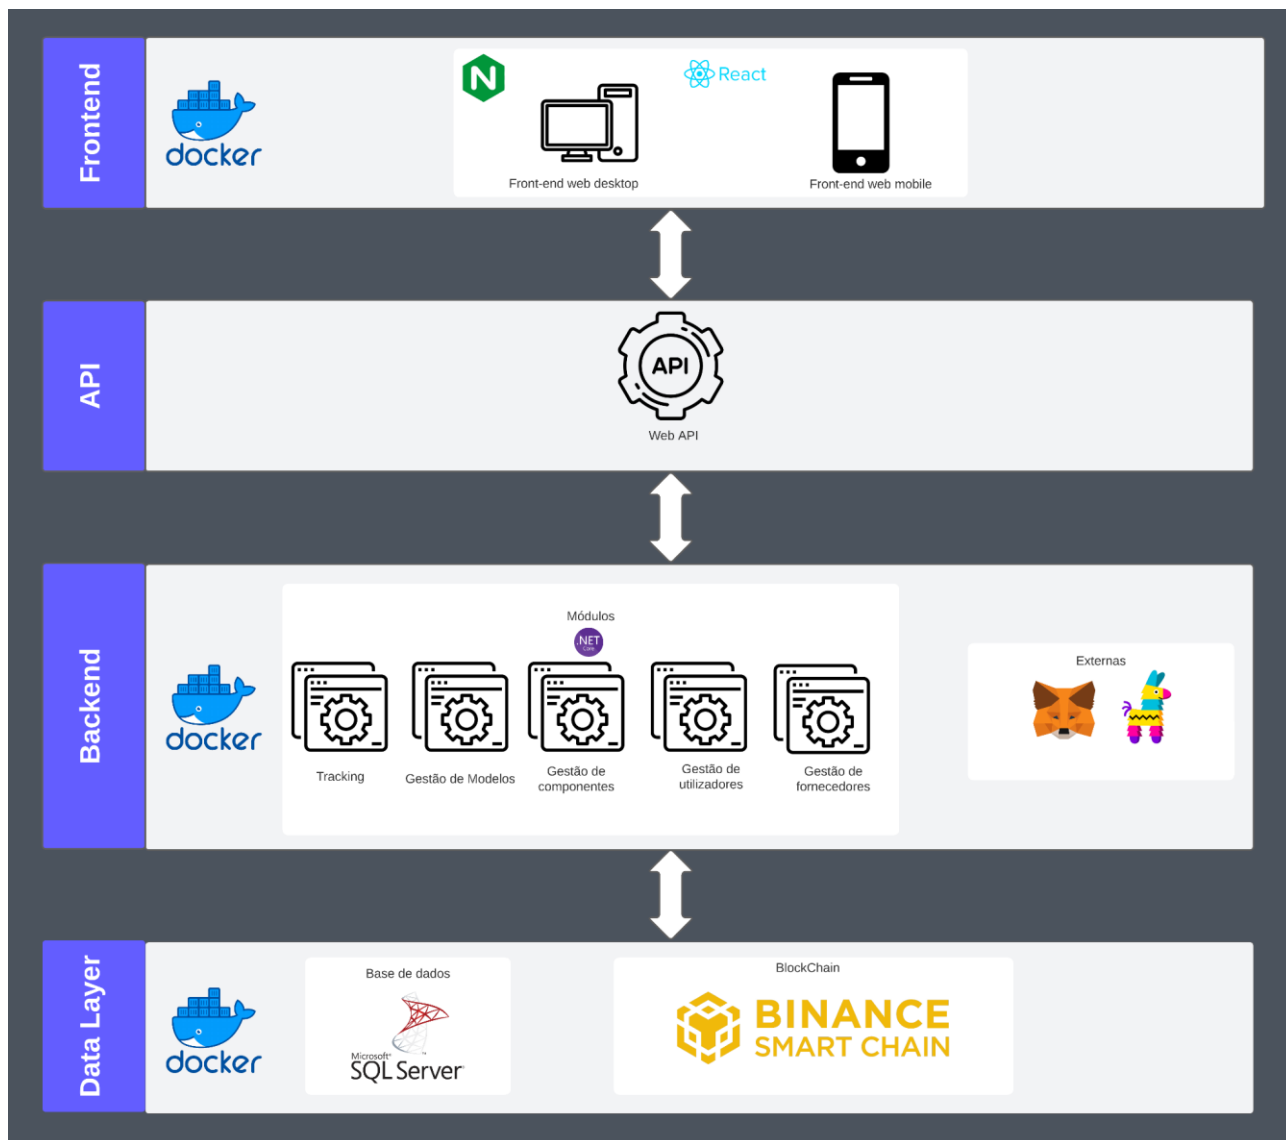 Frontend
docker
N
React
Front-end web desktop
Front-end web mobile
API
API
Web API
Backend
docker
Módulos
.NET
Core
Tracking
Gestão de Modelos
Gestão de
componentes
Gestão de
utilizadores
Gestão de
fornecedores
Externas
Data Layer
docker
Base de dados
Microsoft®
SQL Server®
BlockChain
BINANCE
SMART CHAIN